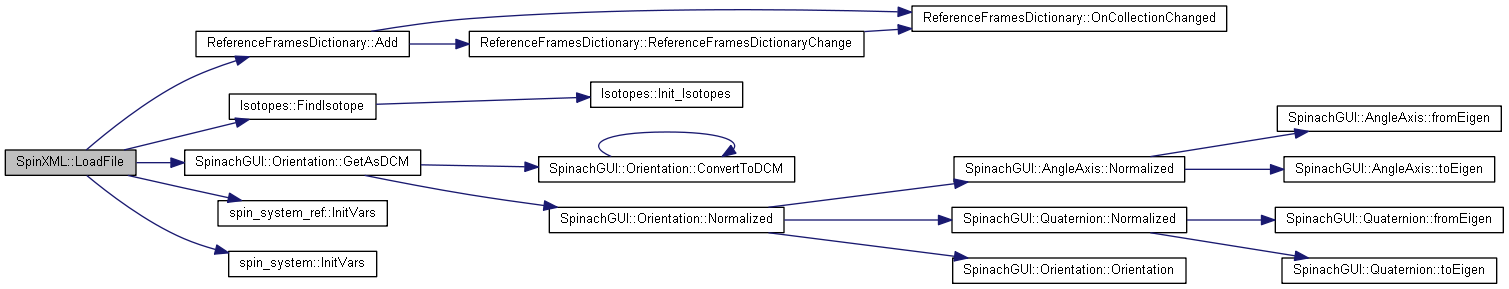 ReferenceFramesDictionary::OnCollectionChanged
ReferenceFramesDictionary::Add
ReferenceFramesDictionary::ReferenceFramesDictionaryChange
Isotopes::FindIsotope
Isotopes::Init_Isotopes
SpinXML::LoadFile
SpinachGUI::Orientation::GetAsDCM
SpinachGUI::Orientation::ConvertToDCM
SpinachGUI::AngleAxis::Normalized
SpinachGUI::AngleAxis::fromEigen
SpinachGUI::AngleAxis::toEigen
spin_system_ref::InitVars
SpinachGUI::Orientation::Normalized
SpinachGUI::Quaternion::Normalized
SpinachGUI::Quaternion::fromEigen
spin_system::InitVars
SpinachGUI::Orientation::Orientation
SpinachGUI::Quaternion::toEigen